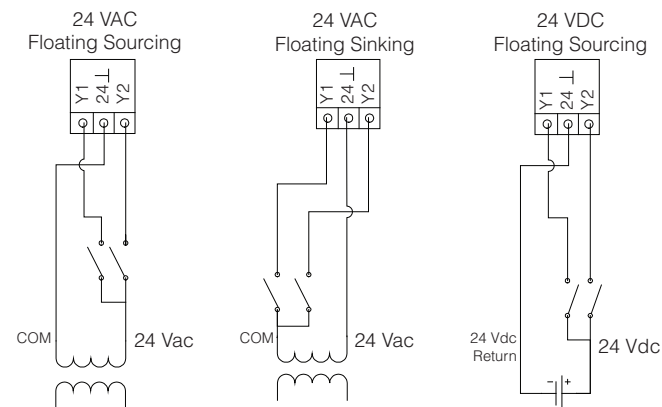 24 VAC
Floating Sourcing
Y1
24 ⊥
Y2
COM
24 Vac
24 VAC
Floating Sinking
Y1
24 ⊥
Y2
COM
24 Vac
24 VDC
Floating Sourcing
Y1
24 ⊥
Y2
24 Vdc
Return
- +
24 Vdc